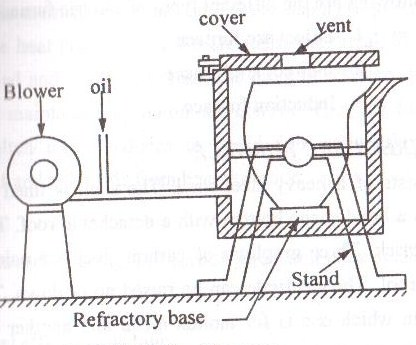 cover
vent
Blower
oil
Stand
Refractory base